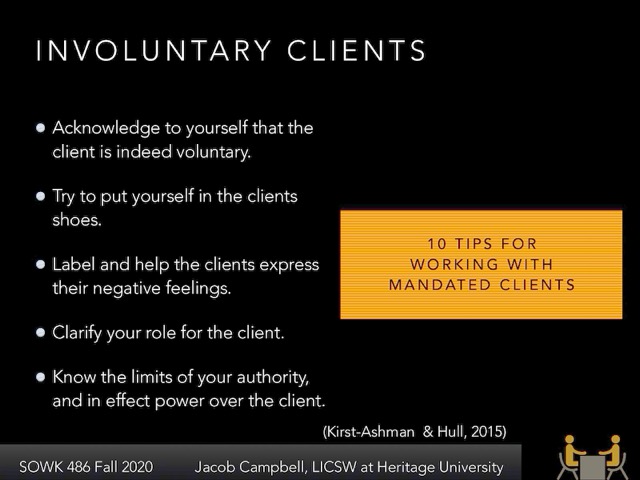 INVOLUNTARY CLIENTS
Acknowledge to yourself that the
client is indeed voluntary.
Try to put yourself in the clients
shoes.
Label and help the clients express
their negative feelings.
Clarify your role for the client.
Know the limits of your authority,
and in effect power over the client.
10 TIPS FOR
WORKING WITH
MANDATED CLIENTS
(Kirst-Ashman & Hull, 2015)
SOWK 486 Fall 2020
Jacob Campbell, LICSW at Heritage University